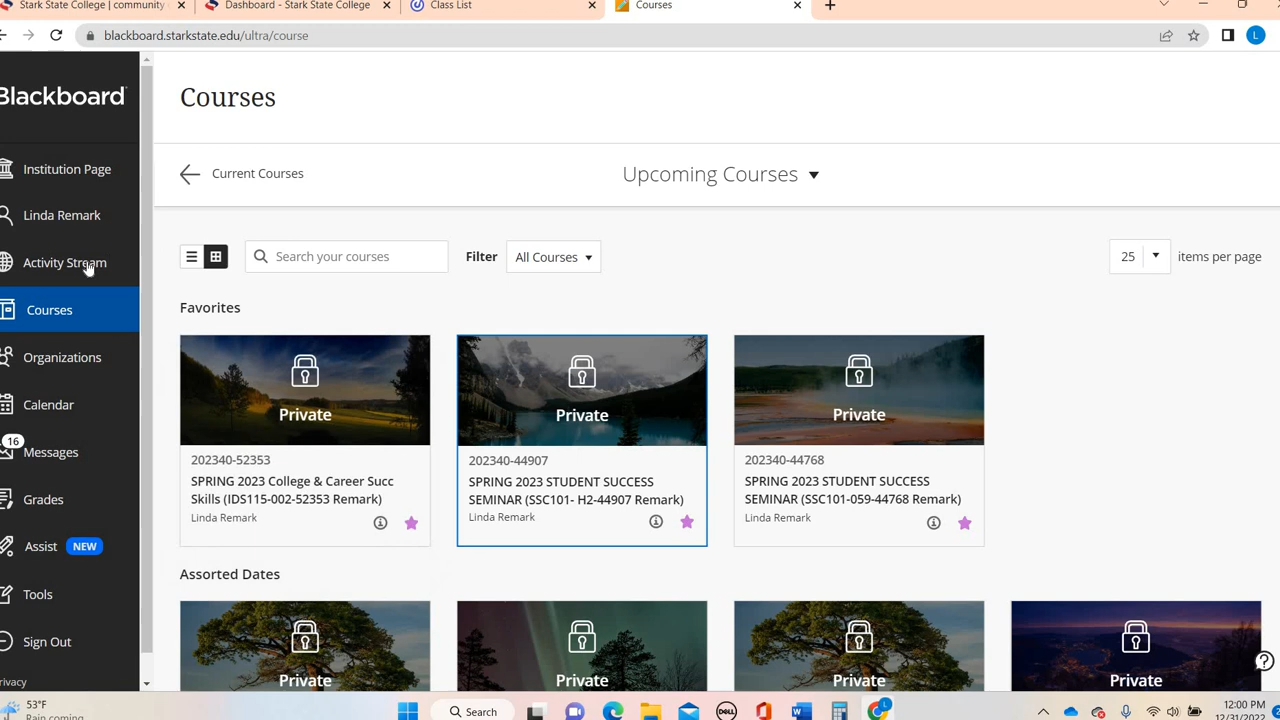 Stark State College | community
Dashboard - Stark State College
Class List
Courses
blackboard.starkstate.edu/ultra/course
L
Blackboard
Institution Page
Linda Remark
Activity Stream
Courses
Organizations
Calendar
16
Messages
Grades
Assist NEW
Tools
Sign Out
Privacy
Courses
Current Courses
Upcoming Courses
Search your courses
Filter
All Courses
25
items per page
Favorites
Private
202340-52353
SPRING 2023 College & Career Succ
Skills (IDS115-002-52353 Remark)
Linda Remark
Private
202340-44907
SPRING 2023 STUDENT SUCCESS
SEMINAR (SSC101- H2-44907 Remark)
Linda Remark
Private
202340-44768
SPRING 2023 STUDENT SUCCESS
SEMINAR (SSC101-059-44768 Remark)
Linda Remark
Assorted Dates
Private
Private
Private
Private
53°F
Rain coming
Search
DELL
L
12:00 PM